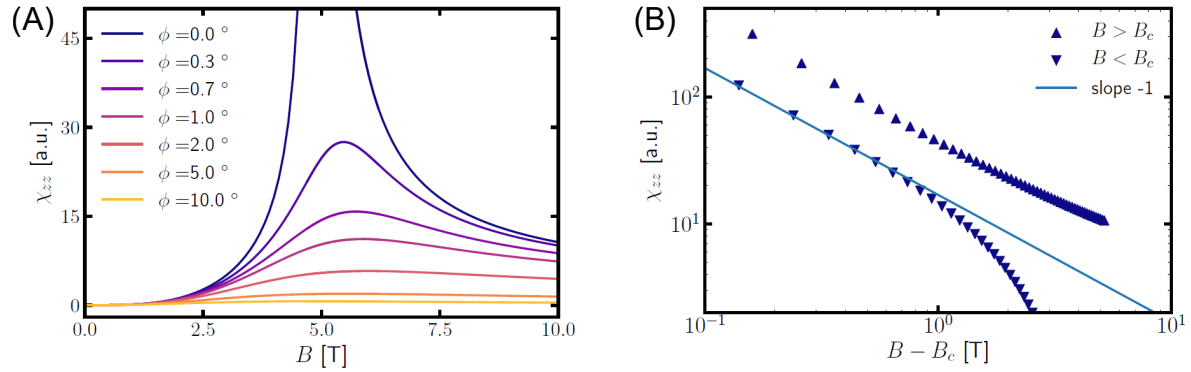 (A)
45
30
15
0
0.0
2.5
5.0
7.5
10.0
χzz [a.u.]
B [T]
ϕ =0.0 °
ϕ =0.3 °
ϕ =0.7 °
ϕ =1.0 °
ϕ =2.0 °
ϕ =5.0 °
ϕ =10.0 °
(B)
10²
10¹
10⁻¹
10⁰
10¹
χzz [a.u.]
B − Bc [T]
B > Bc
B < Bc
slope -1